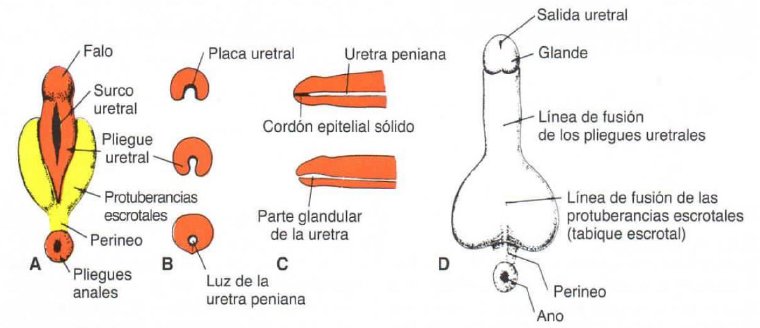 Falo
Surco
uretral
Pliegue
uretral
Protuberancias
escrotales
Perineo
Pliegues
anales
A
Placa uretral
Luz de la
uretra peniana
B
Uretra peniana
Cordón epitelial sólido
Parte glandular
de la uretra
C
Salida uretral
Glande
Línea de fusión
de los pliegues uretrales
Línea de fusión de las
protuberancias escrotales
(tabique escrotal)
Perineo
Ano
D